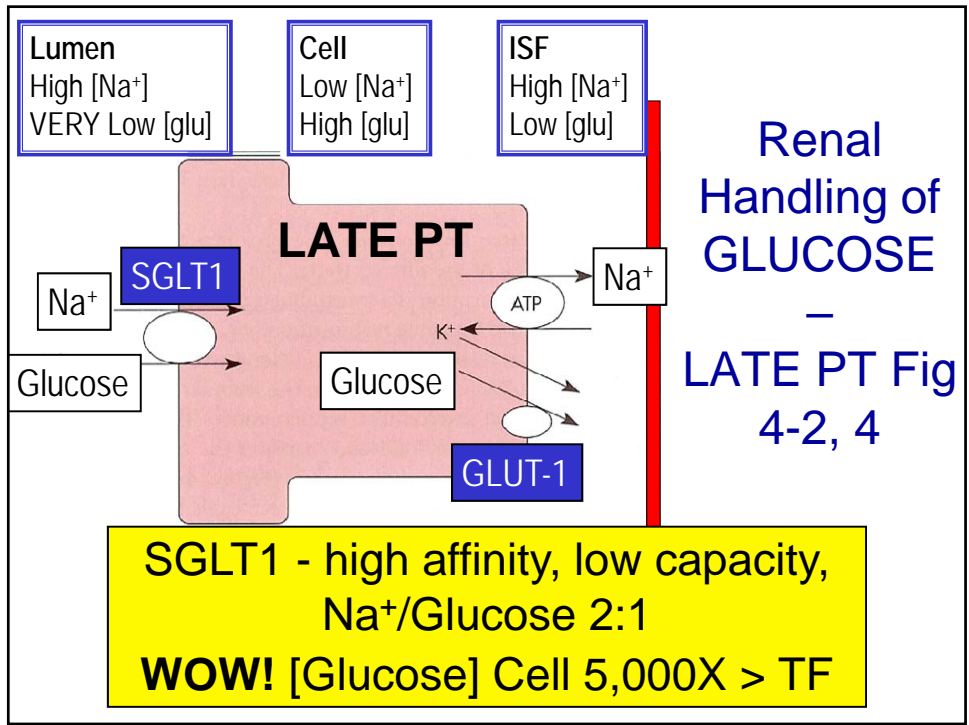 Lumen
High [Na⁺]
VERY Low [glu]
Cell
Low [Na⁺]
High [glu]
ISF
High [Na⁺]
Low [glu]
Renal
Handling of
GLUCOSE
–
LATE PT Fig
4-2, 4
LATE PT
SGLT1
Na⁺
Glucose
ATP
Na⁺
K⁺
Glucose
GLUT-1
SGLT1 - high affinity, low capacity,
Na⁺/Glucose 2:1
WOW! [Glucose] Cell 5,000X > TF